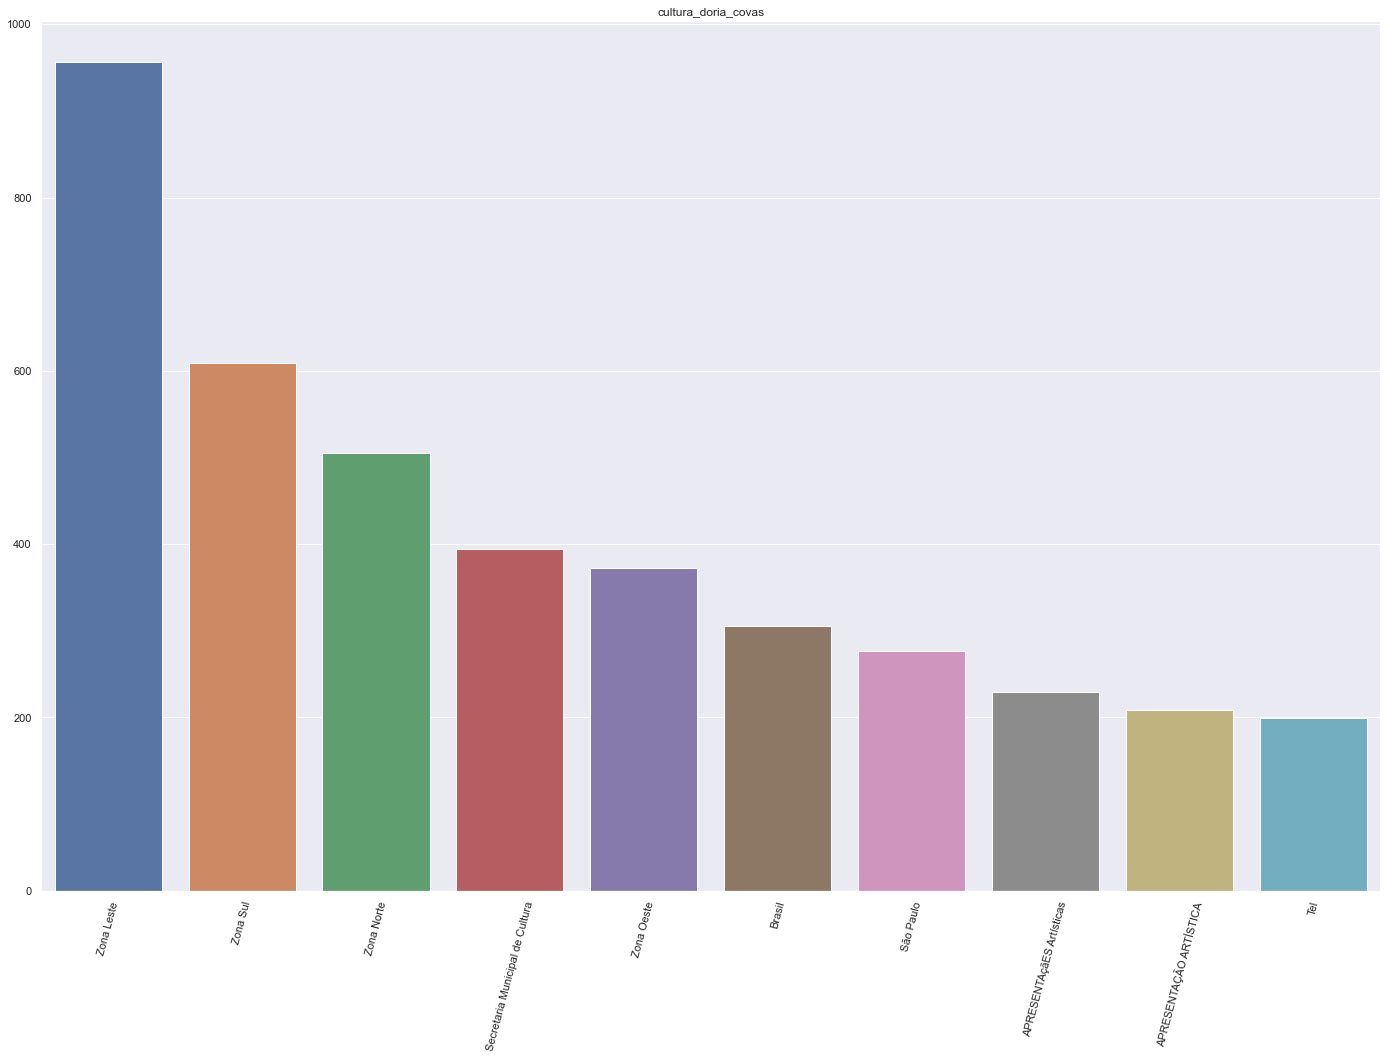 cultura_doria_covas
1000
800
600
400
200
0
Zona Leste
Zona Sul
Zona Norte
Secretaria Municipal de Cultura
Zona Oeste
Brasil
São Paulo
APRESENTAçãES Artísticas
APRESENTAÇÃO ARTÍSTICA
Tel